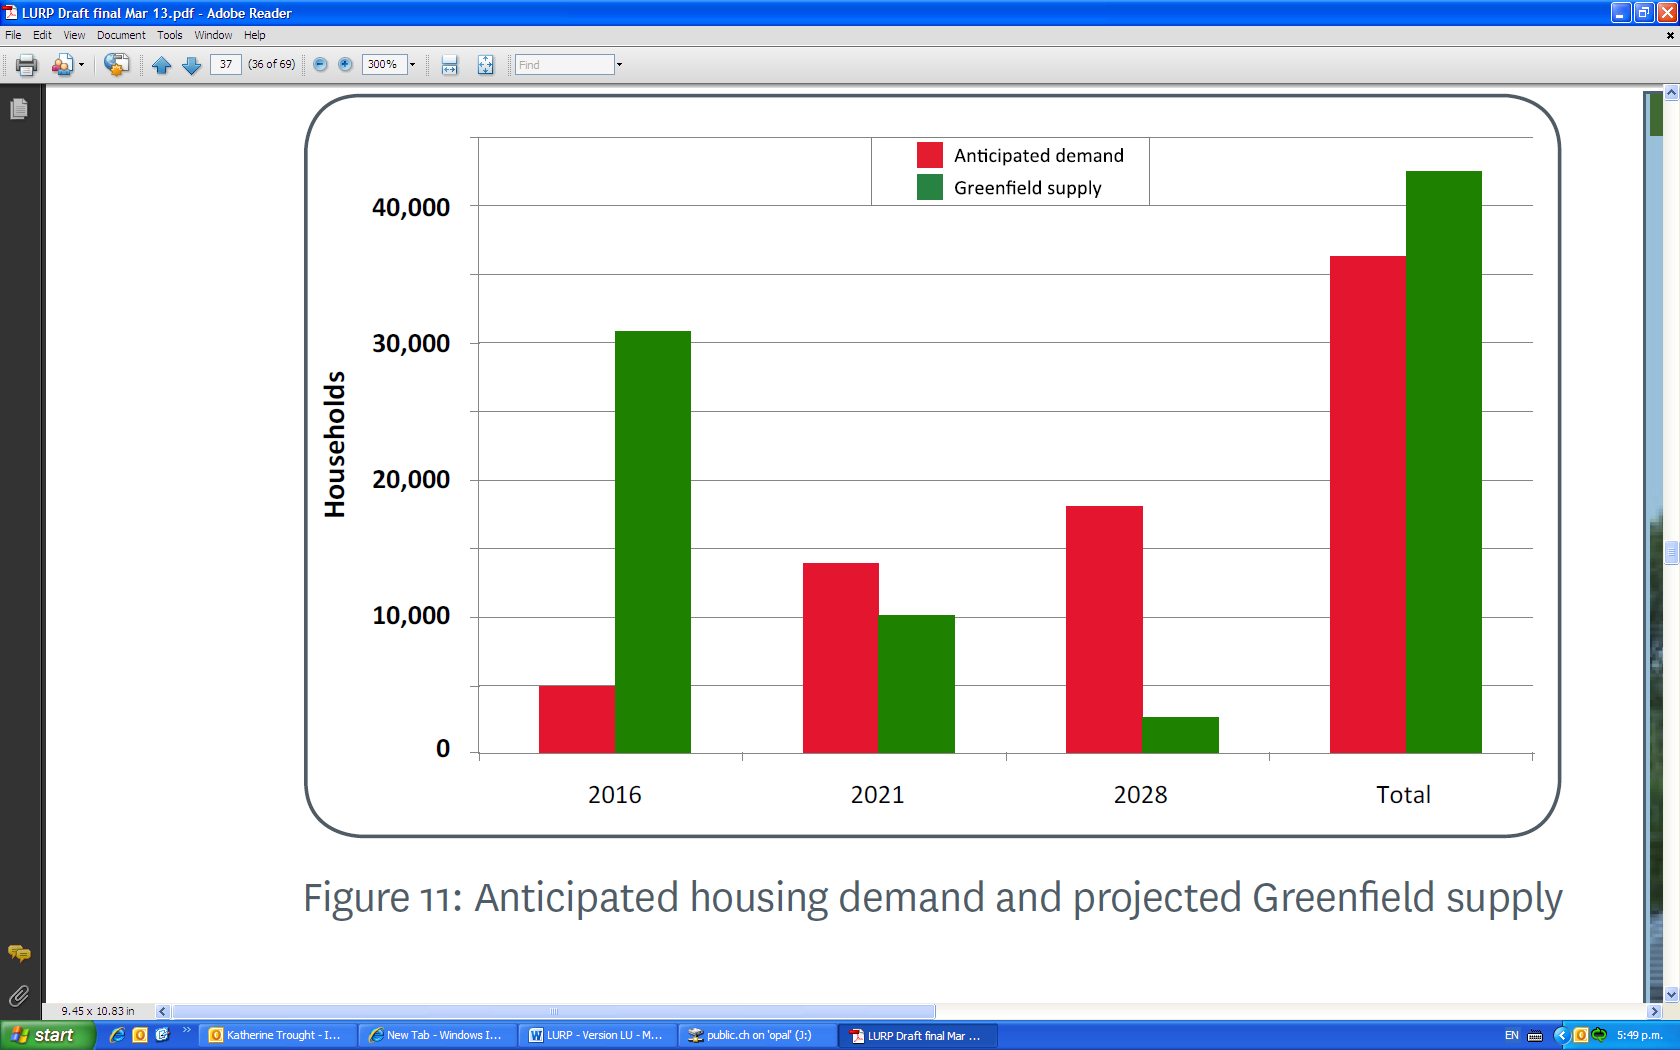 LURP Draft final Mar 13.pdf - Adobe Reader
File Edit View Document Tools Window Help
37 (36 of 69) 300% Find
Anticipated demand
Greenfield supply
40,000
30,000
20,000
10,000
0
Households
2016 2021 2028 Total
Figure 11: Anticipated housing demand and projected Greenfield supply
9.45 x 10.83 in
start Katherine Trought - I... New Tab - Windows I... LURP - Version LU - M... public.ch on 'opal' (J:) LURP Draft final Mar ... EN 5:49 p.m.